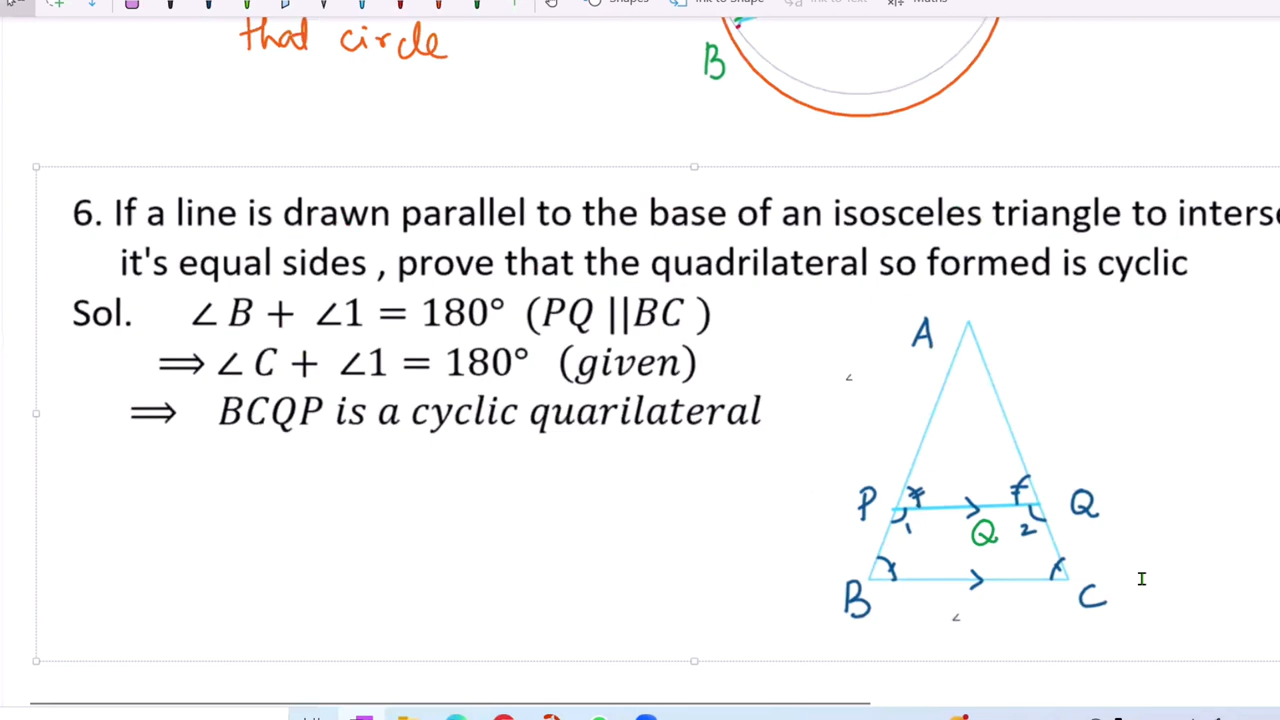 that circle
B
6. If a line is drawn parallel to the base of an isosceles triangle to interse
it's equal sides , prove that the quadrilateral so formed is cyclic
Sol. ∠B + ∠1 = 180° (PQ ||BC )
⟹ ∠C + ∠1 = 180° (given)
⟹ BCQP is a cyclic quarilateral
A
∠
P Q
1 Q 2
B C
∠